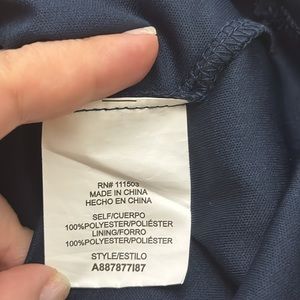 RN# 111503
MADE IN CHINA
HECHO EN CHINA
SELF/CUERPO
100%POLYESTER/POLIÉSTER
LINING/FORRO
100%POLYESTER/POLIÉSTER
STYLE/ESTILO
A887877I87